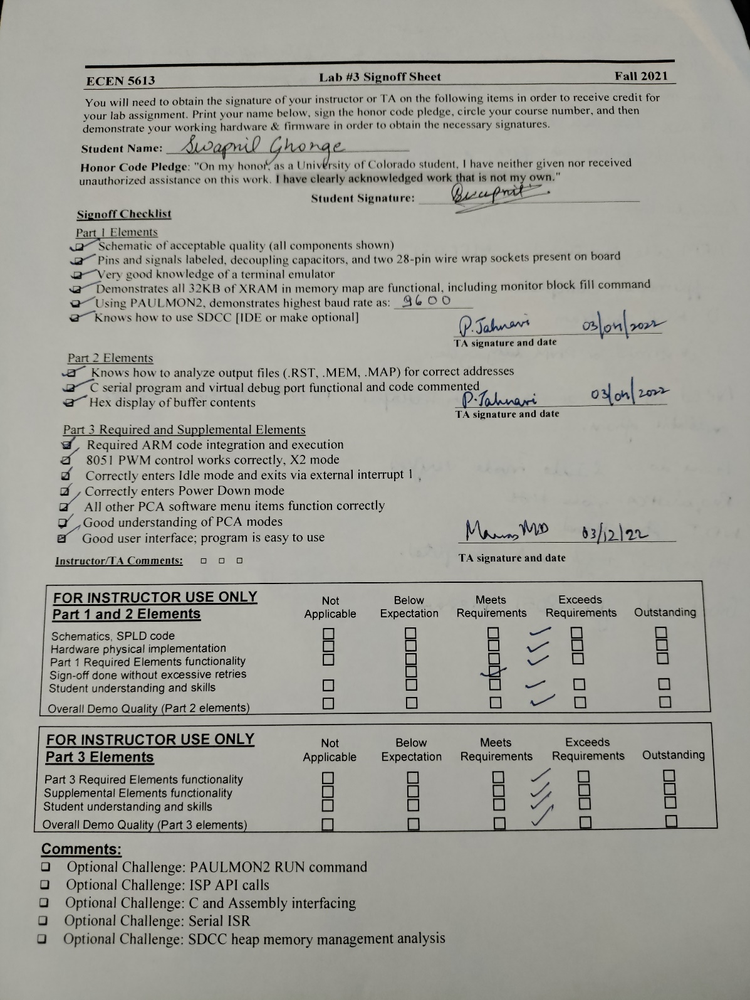 ECEN 5613 Lab #3 Signoff Sheet Fall 2021
You will need to obtain the signature of your instructor or TA on the following items in order to receive credit for
your lab assignment. Print your name below, sign the honor code pledge, circle your course number, and then
demonstrate your working hardware & firmware in order to obtain the necessary signatures.
Student Name: Swapnil Ghonge
Honor Code Pledge: "On my honor, as a University of Colorado student, I have neither given nor received
unauthorized assistance on this work. I have clearly acknowledged work that is not my own."
Student Signature: Swapnil
Signoff Checklist
Part 1 Elements
Schematic of acceptable quality (all components shown)
Pins and signals labeled, decoupling capacitors, and two 28-pin wire wrap sockets present on board
Very good knowledge of a terminal emulator
Demonstrates all 32KB of XRAM in memory map are functional, including monitor block fill command
Using PAULMON2, demonstrates highest baud rate as: 9600
Knows how to use SDCC [IDE or make optional]
P. Jahnavi 03/04/2022
TA signature and date
Part 2 Elements
Knows how to analyze output files (.RST, .MEM, .MAP) for correct addresses
C serial program and virtual debug port functional and code commented
Hex display of buffer contents
P. Jahnavi 03/04/2022
TA signature and date
Part 3 Required and Supplemental Elements
Required ARM code integration and execution
8051 PWM control works correctly, X2 mode
Correctly enters Idle mode and exits via external interrupt 1
Correctly enters Power Down mode
All other PCA software menu items function correctly
Good understanding of PCA modes
Good user interface; program is easy to use
03/12/22
TA signature and date
Instructor/TA Comments:
FOR INSTRUCTOR USE ONLY
Part 1 and 2 Elements
Not Applicable Below Expectation Meets Requirements Exceeds Requirements Outstanding
Schematics, SPLD code
Hardware physical implementation
Part 1 Required Elements functionality
Sign-off done without excessive retries
Student understanding and skills
Overall Demo Quality (Part 2 elements)
FOR INSTRUCTOR USE ONLY
Part 3 Elements
Not Applicable Below Expectation Meets Requirements Exceeds Requirements Outstanding
Part 3 Required Elements functionality
Supplemental Elements functionality
Student understanding and skills
Overall Demo Quality (Part 3 elements)
Comments:
Optional Challenge: PAULMON2 RUN command
Optional Challenge: ISP API calls
Optional Challenge: C and Assembly interfacing
Optional Challenge: Serial ISR
Optional Challenge: SDCC heap memory management analysis